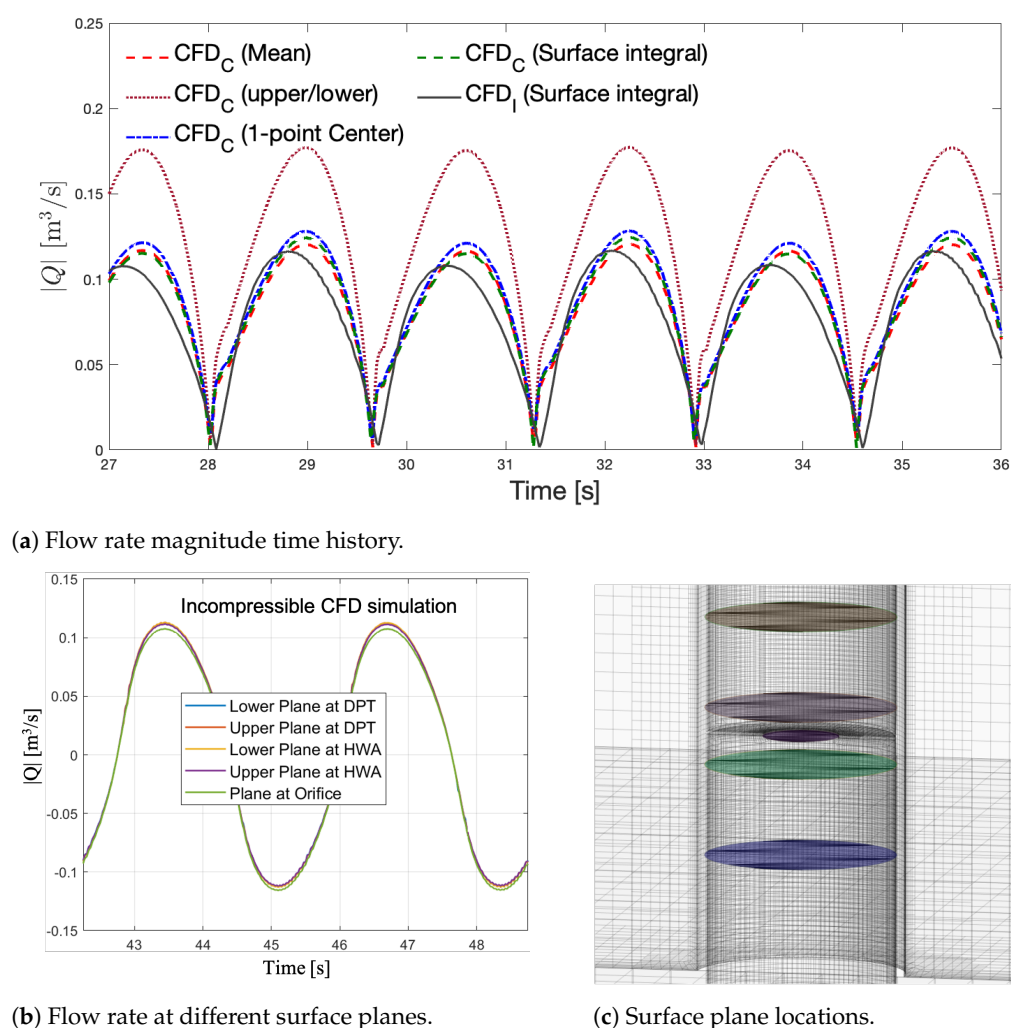 0.25
0.2
0.15
0.1
0.05
0
|Q| [m³/s]
CFD_C (Mean)
CFD_C (upper/lower)
CFD_C (1-point Center)
CFD_C (Surface integral)
CFD_I (Surface integral)
27 28 29 30 31 32 33 34 35 36
Time [s]
(a) Flow rate magnitude time history.
0.15
0.1
0.05
0
-0.05
-0.1
-0.15
|Q| [m³/s]
Incompressible CFD simulation
Lower Plane at DPT
Upper Plane at DPT
Lower Plane at HWA
Upper Plane at HWA
Plane at Orifice
43 44 45 46 47 48
Time [s]
(b) Flow rate at different surface planes.
(c) Surface plane locations.